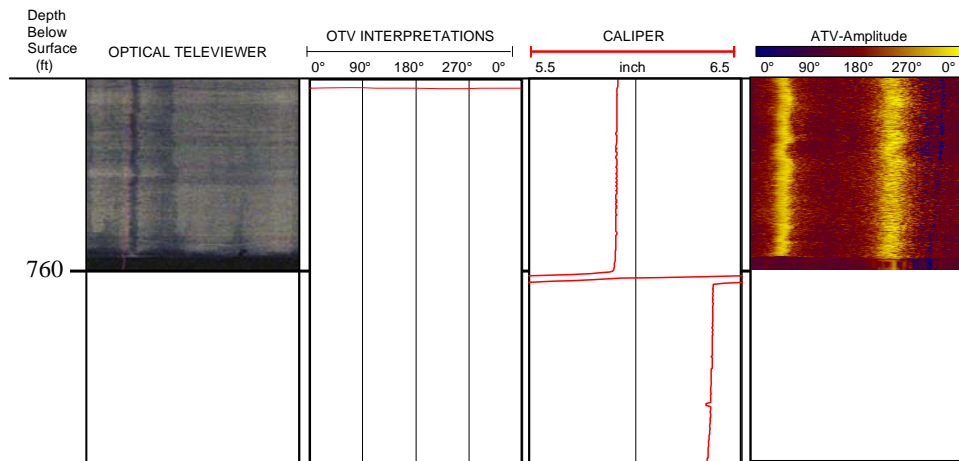 Depth
Below
Surface
(ft)
OPTICAL TELEVIEWER
OTV INTERPRETATIONS
0° 90° 180° 270° 0°
CALIPER
5.5 inch 6.5
ATV-Amplitude
0° 90° 180° 270° 0°
760